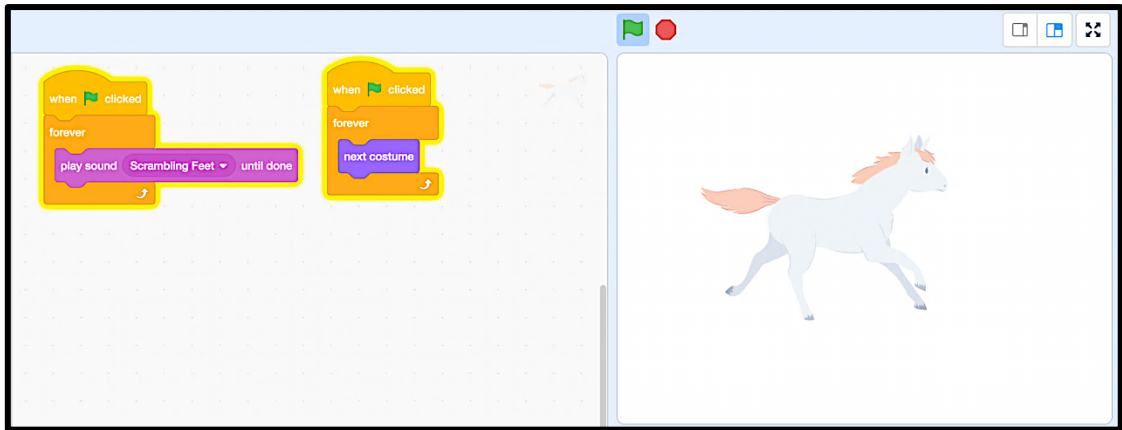 when clicked
forever
play sound Scrambling Feet until done
when clicked
forever
next costume